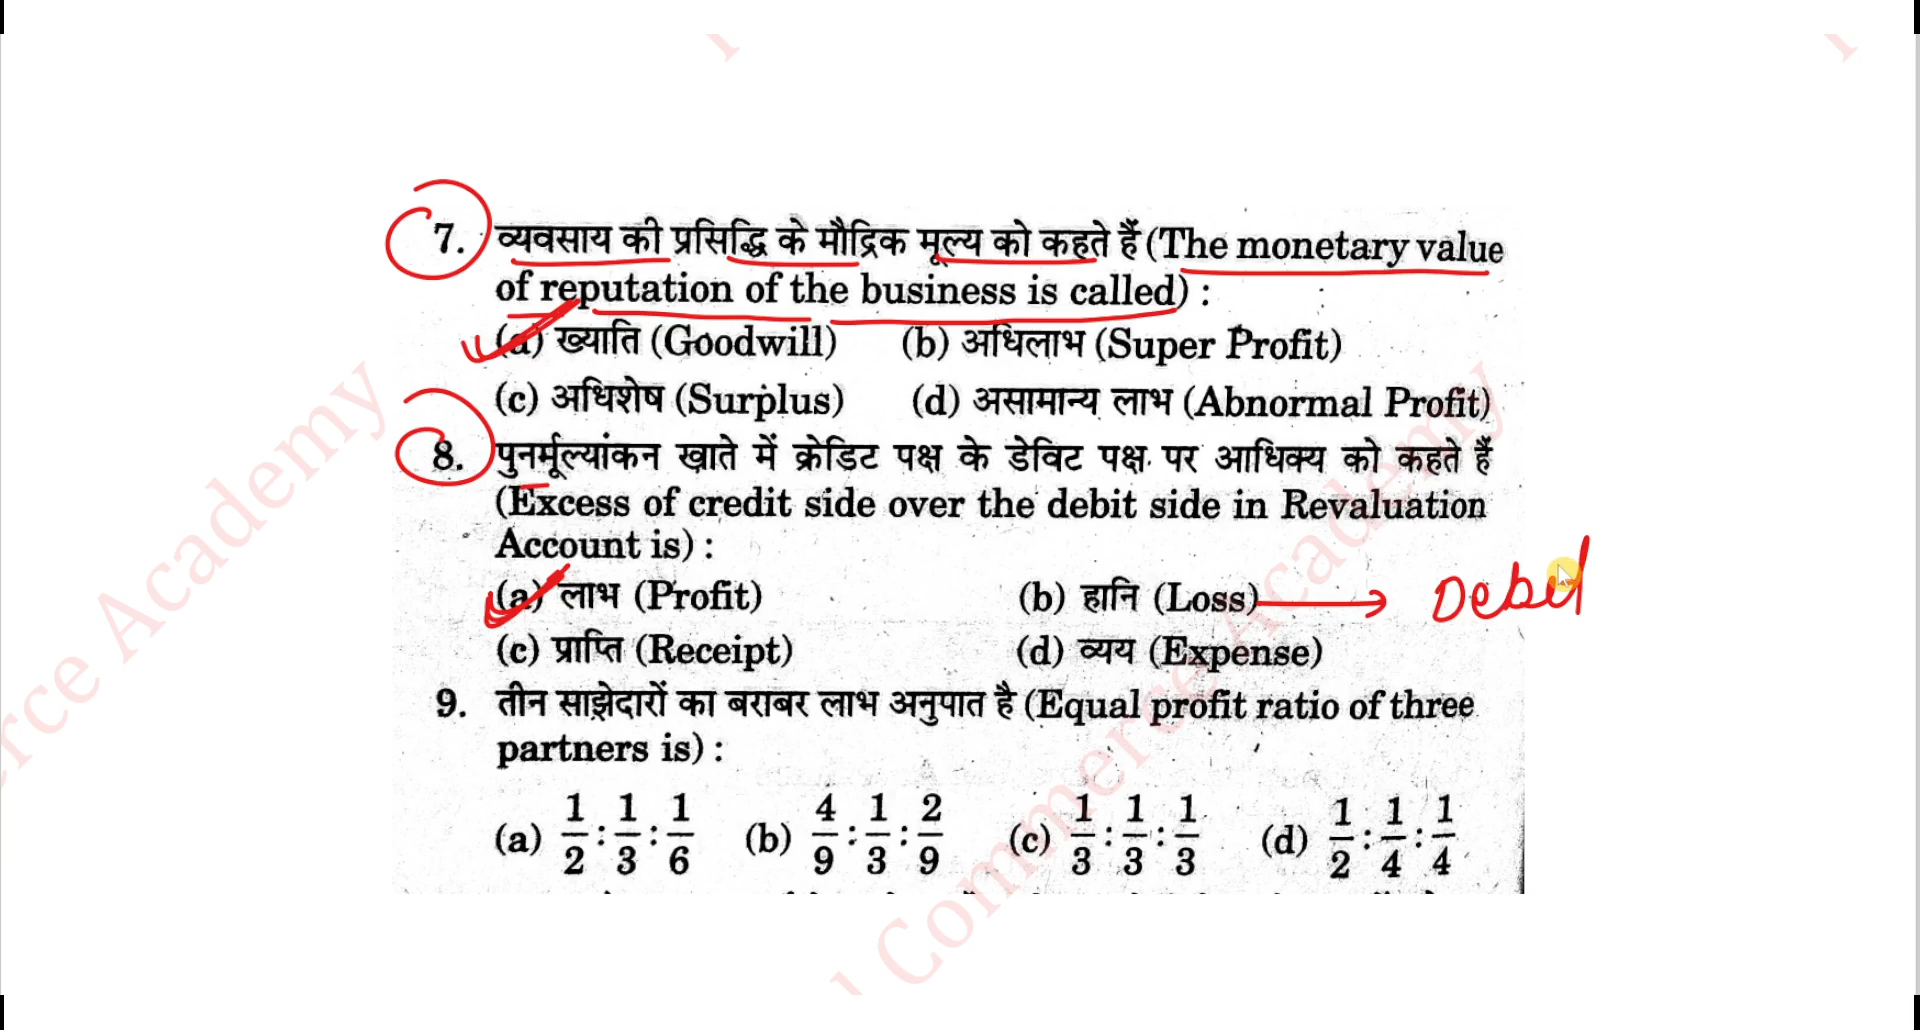 7. व्यवसाय की प्रसिद्धि के मौद्रिक मूल्य को कहते हैं (The monetary value
of reputation of the business is called) :
(a) ख्याति (Goodwill) (b) अधिलाभ (Super Profit)
(c) अधिशेष (Surplus) (d) असामान्य लाभ (Abnormal Profit)
8. पुनर्मूल्यांकन खाते में क्रेडिट पक्ष के डेविट पक्ष पर आधिक्य को कहते हैं
(Excess of credit side over the debit side in Revaluation
Account is) :
(a) लाभ (Profit) (b) हानि (Loss) → Debit
(c) प्राप्ति (Receipt) (d) व्यय (Expense)
9. तीन साझेदारों का बराबर लाभ अनुपात है (Equal profit ratio of three
partners is) :
(a) 1/2 : 1/3 : 1/6 (b) 4/9 : 1/3 : 2/9 (c) 1/3 : 1/3 : 1/3 (d) 1/2 : 1/4 : 1/4
rce Academy
Commerce Academy